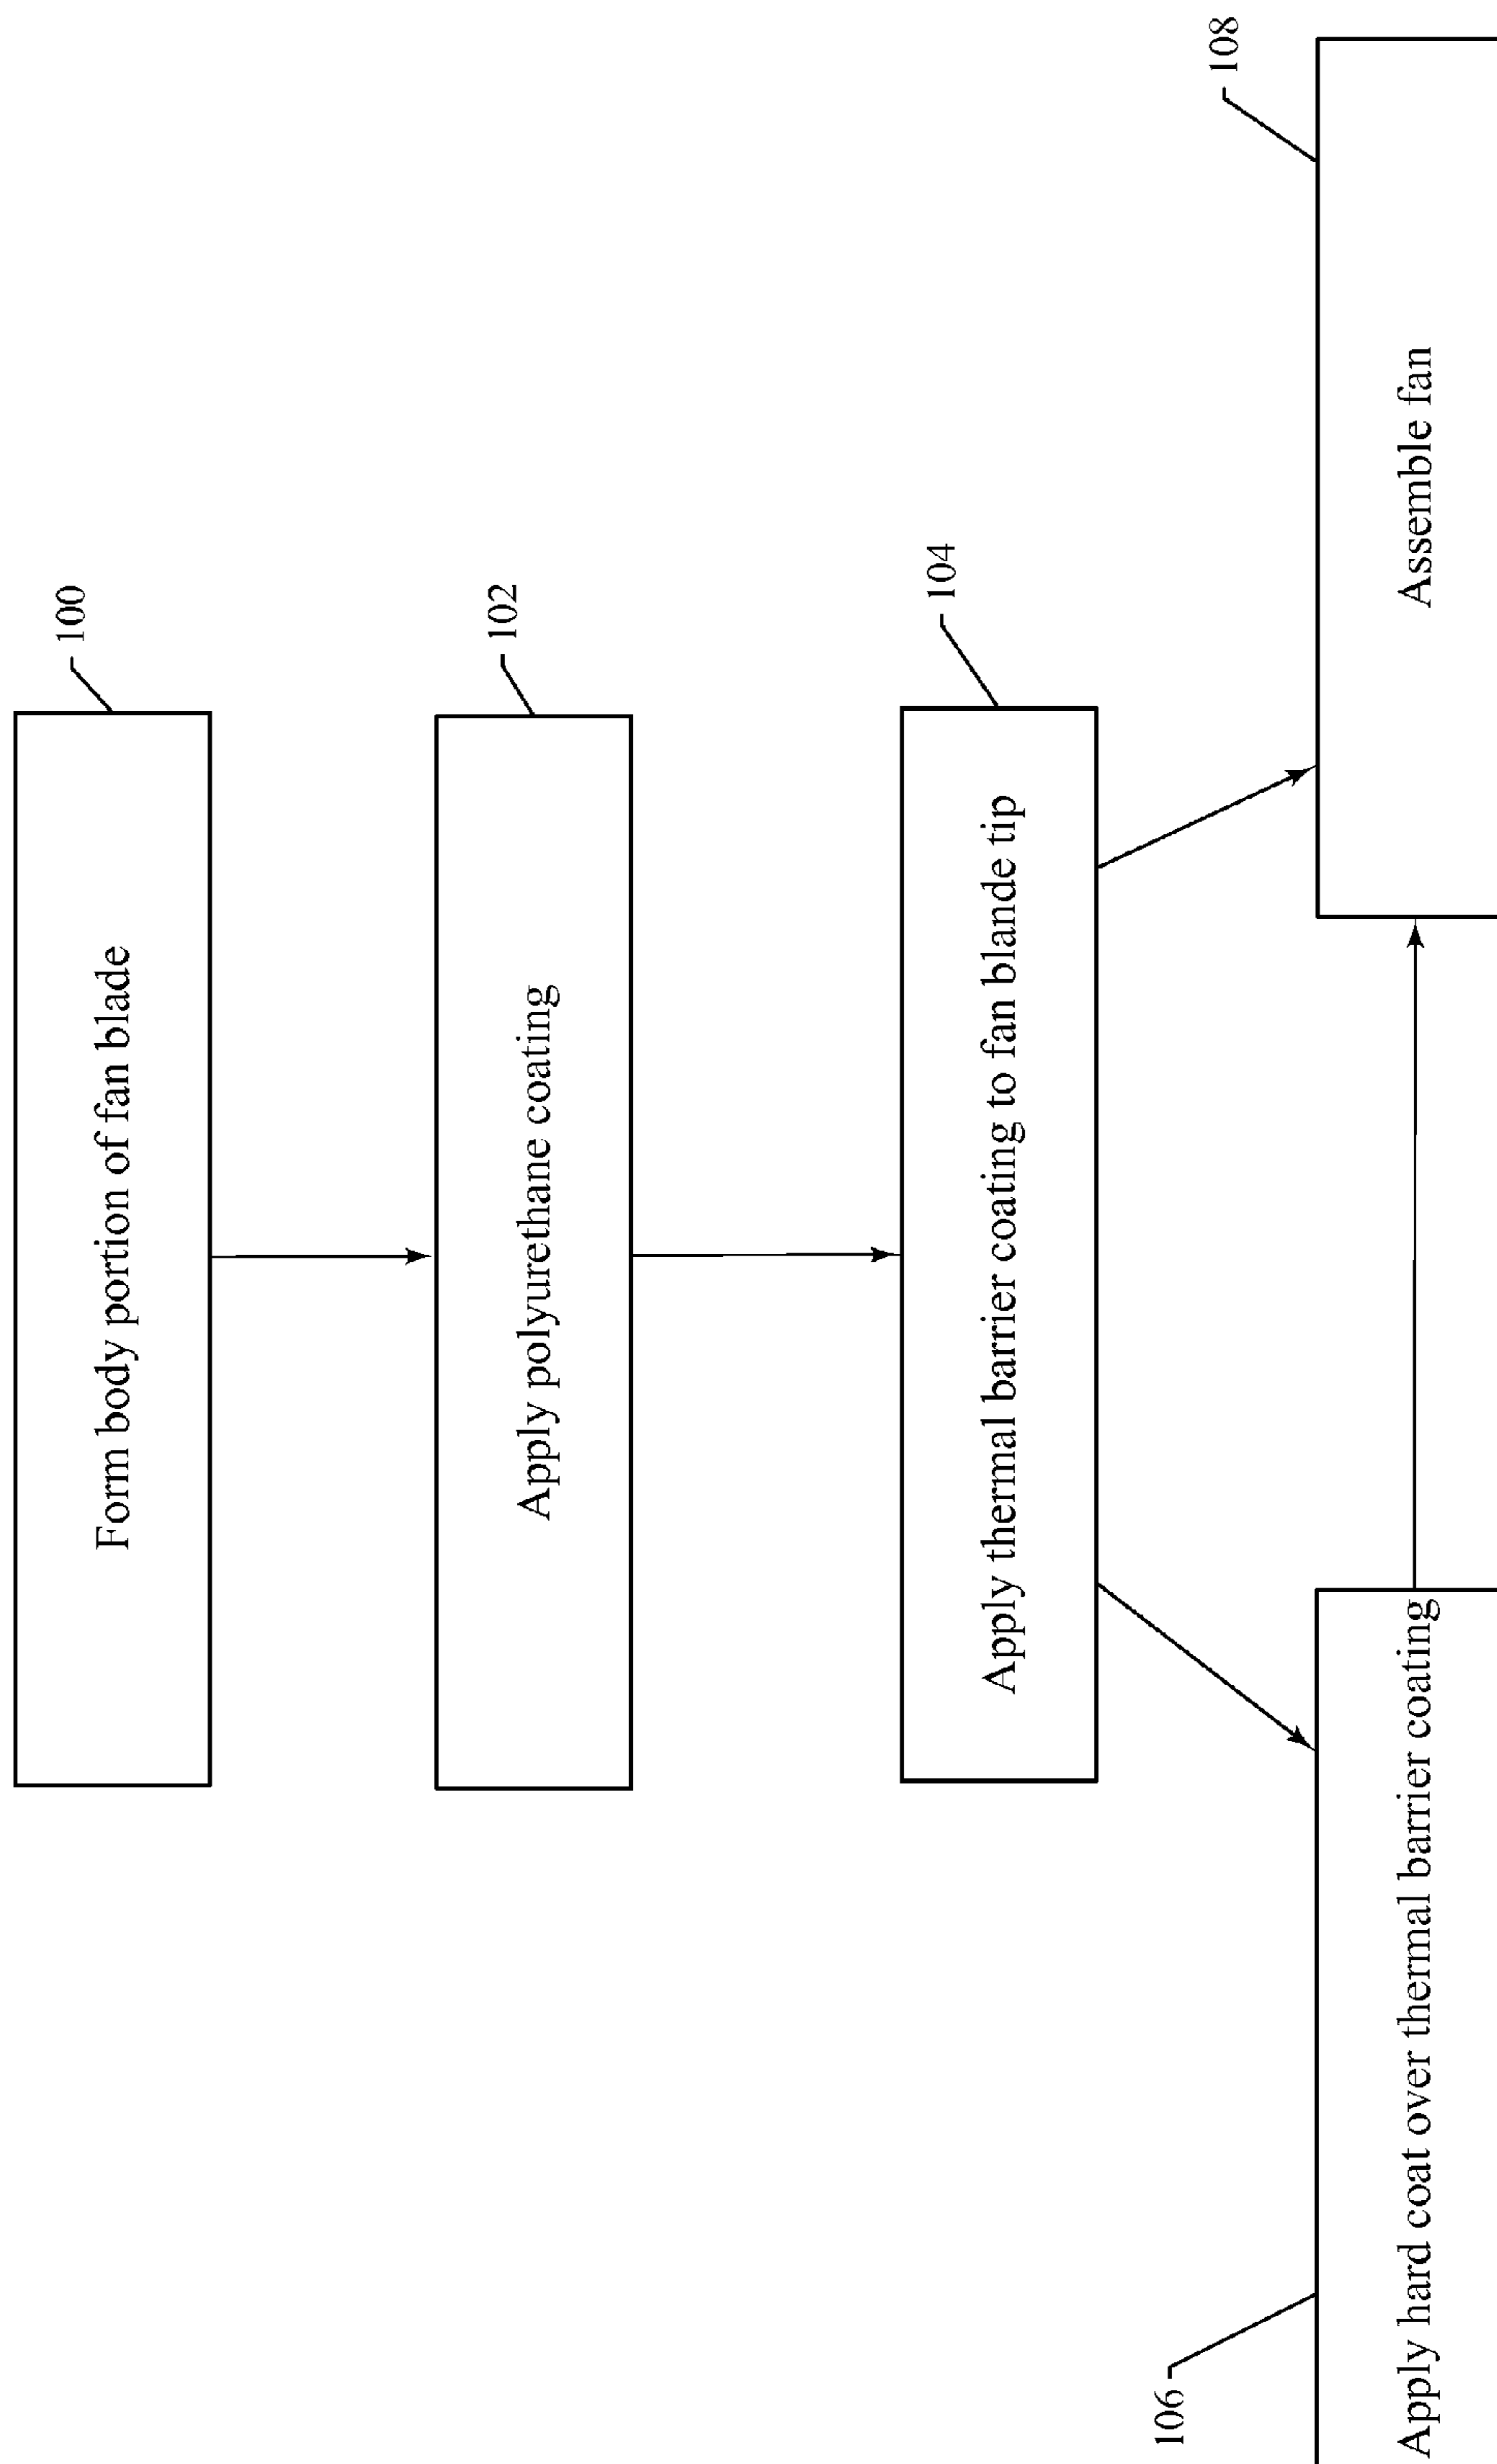 100
Form body portion of fan blade
102
Apply polyurethane coating
104
Apply thermal barrier coating to fan blande tip
106
Apply hard coat over thermal barrier coating
108
Assemble fan